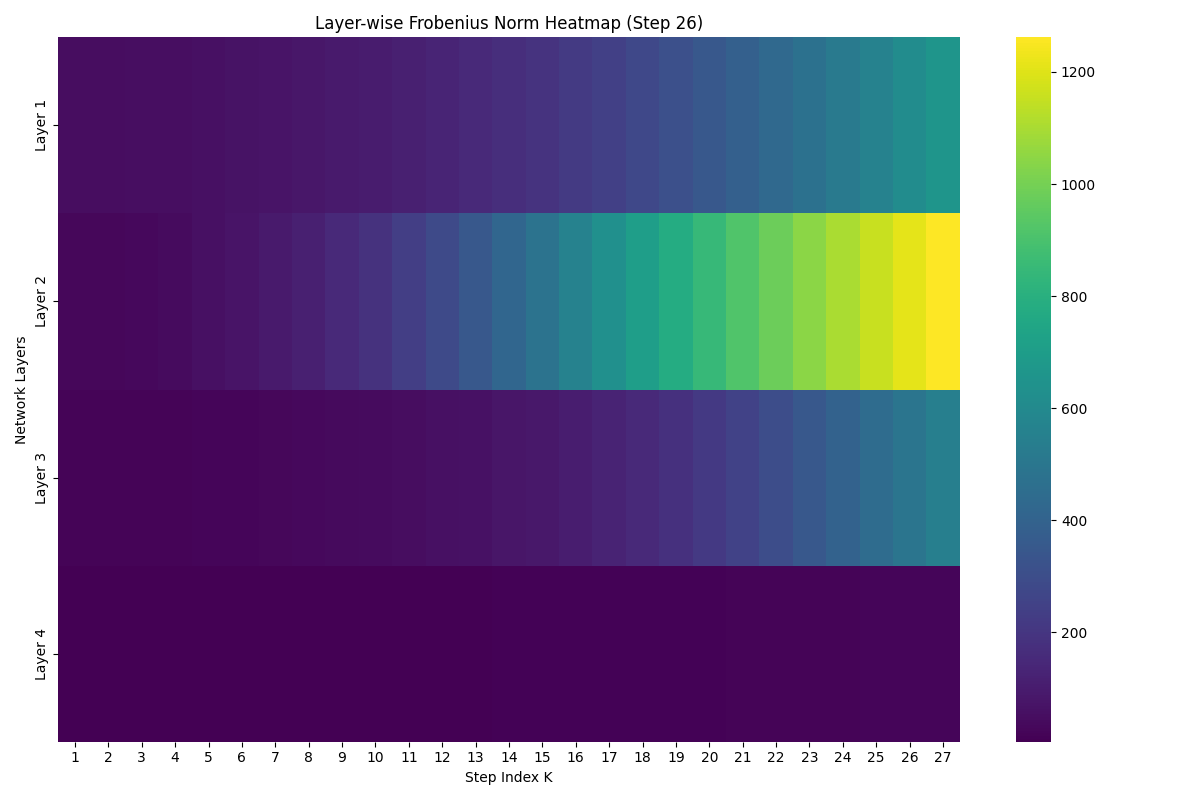 Layer-wise Frobenius Norm Heatmap (Step 26)
Network Layers
Layer 1
Layer 2
Layer 3
Layer 4
1 2 3 4 5 6 7 8 9 10 11 12 13 14 15 16 17 18 19 20 21 22 23 24 25 26 27
Step Index K
1200
1000
800
600
400
200